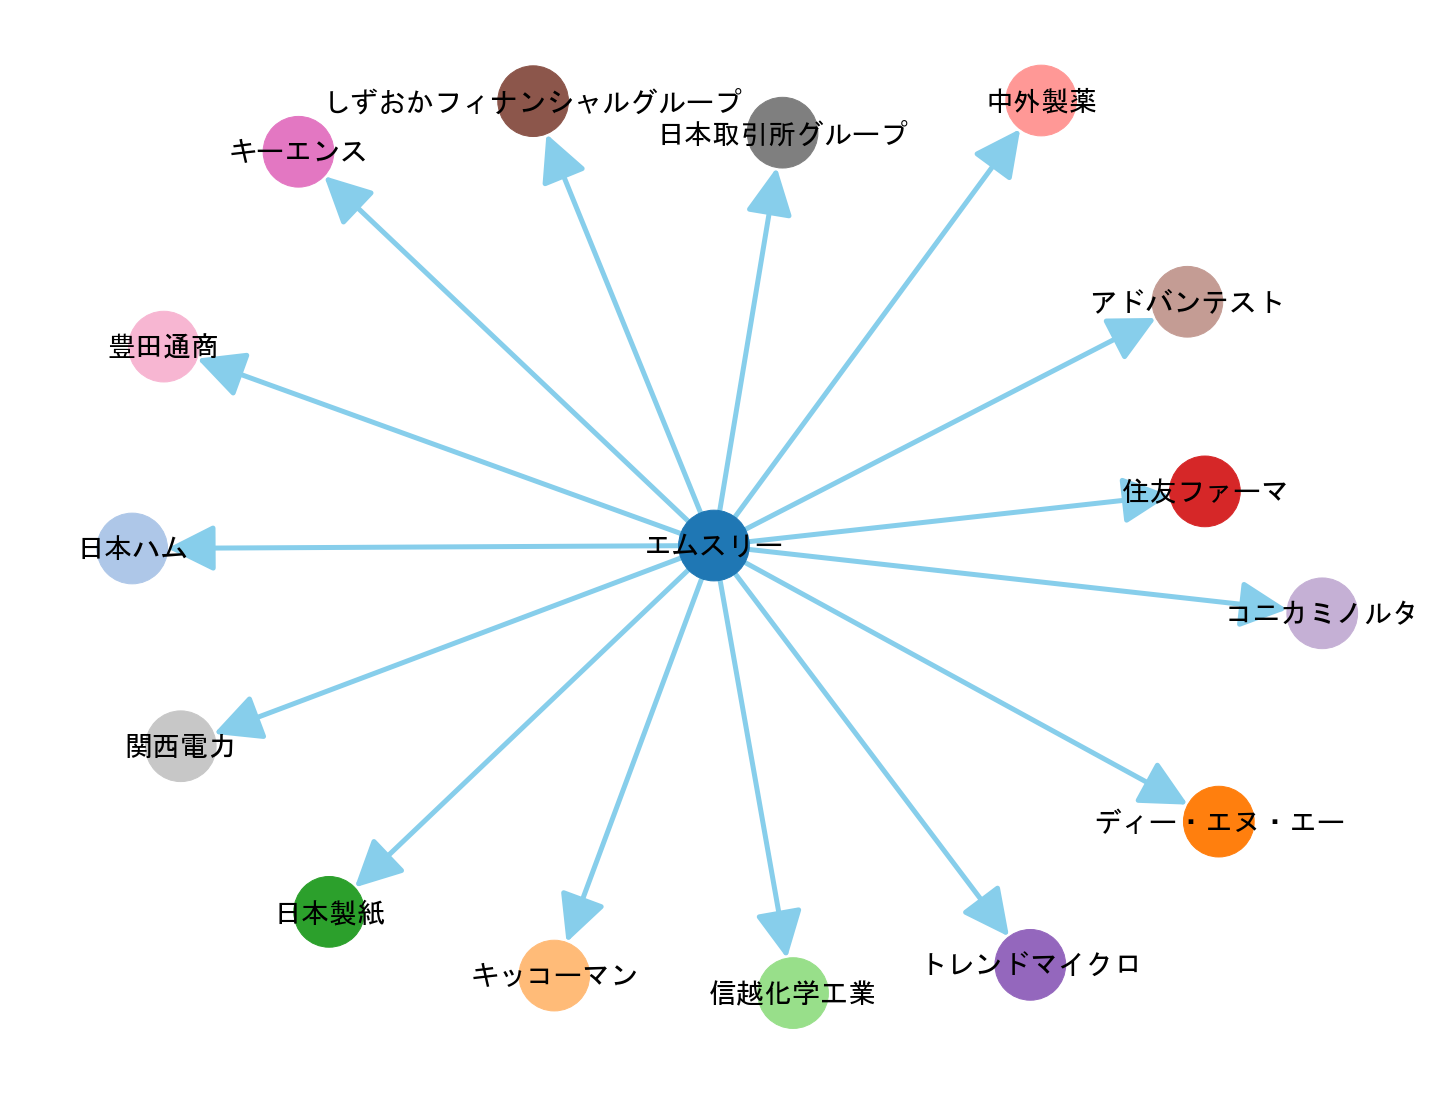 しずおかフィナンシャルグループ
中外製薬
日本取引所グループ
キーエンス
アドバンテスト
豊田通商
住友ファーマ
エムスリー
日本ハム
コニカミノルタ
関西電力
ディー・エヌ・エー
日本製紙
トレンドマイクロ
キッコーマン
信越化学工業